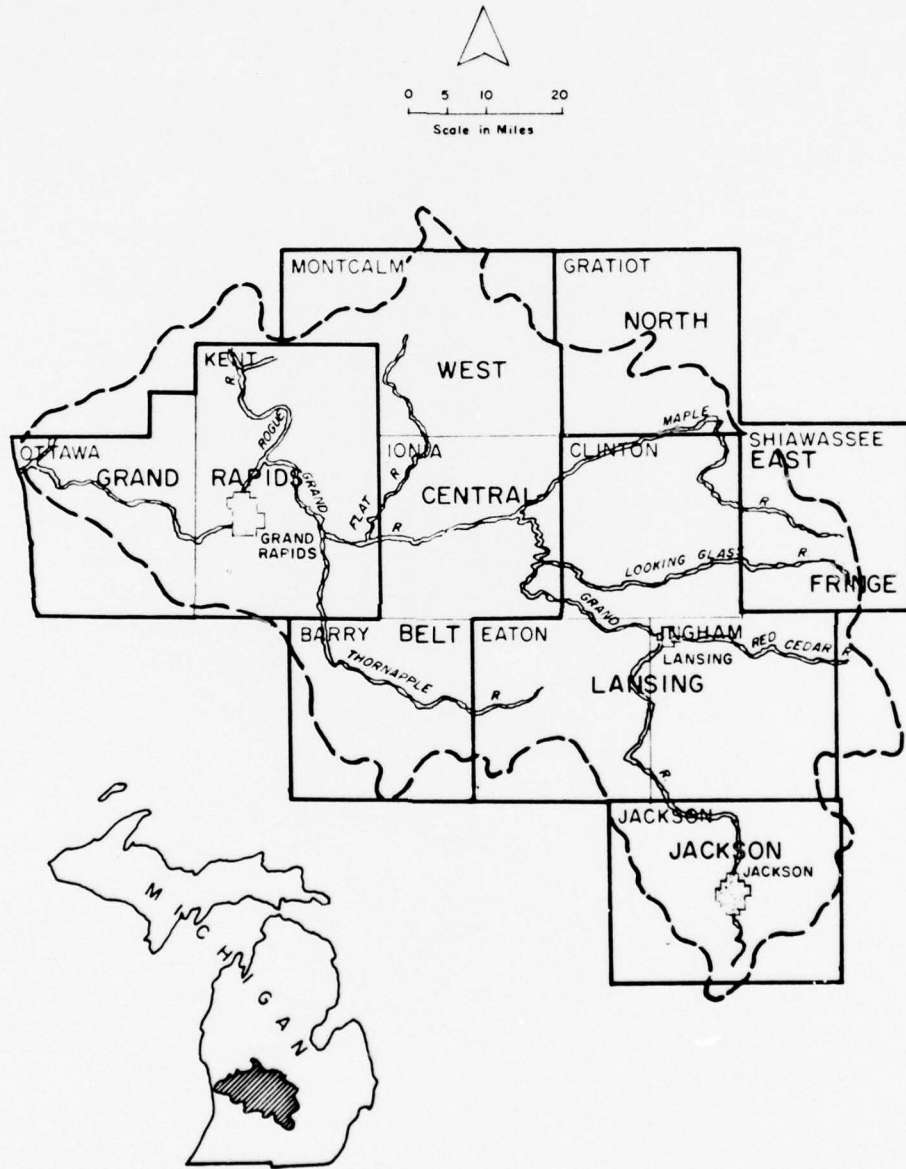 0 5 10 20
Scale in Miles
MONTCALM
GRATIOT
NORTH
KENT
R
WEST
ROGUE
MAPLE
OTTAWA
IONIA
CLINTON
SHIAWASSEE
EAST
GRAND RAPIDS
GRAND
FLAT R
CENTRAL
R
R
GRAND
RAPIDS
LOOKING GLASS R
FRINGE
GRAND
BARRY
BELT
EATON
INGHAM
RED CEDAR R
LANSING
THORNAPPLE R
LANSING
R
JACKSON
JACKSON
JACKSON
MICHIGAN